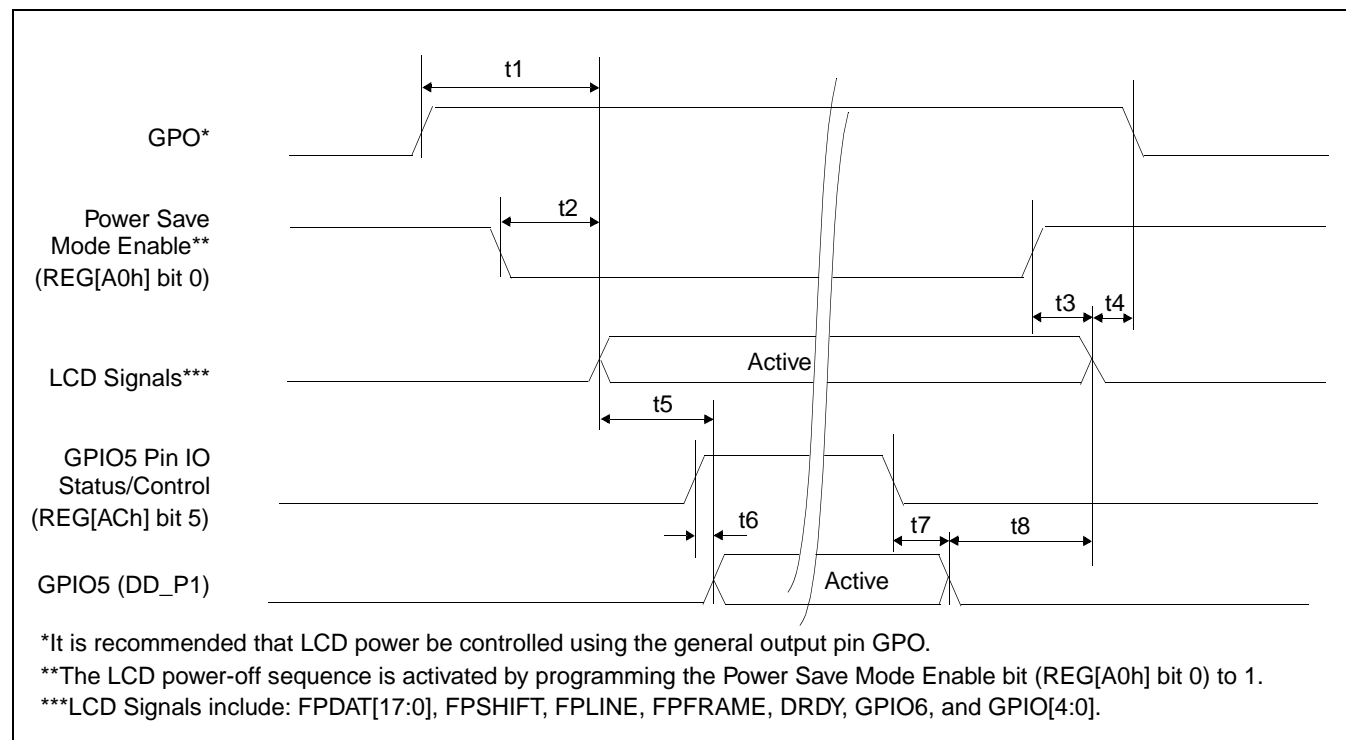 t1
GPO*
t2
Power Save
Mode Enable**
(REG[A0h] bit 0)
t3
t4
Active
LCD Signals***
t5
GPIO5 Pin IO
Status/Control
(REG[ACh] bit 5)
t6
t7
t8
GPIO5 (DD_P1)
Active
*It is recommended that LCD power be controlled using the general output pin GPO.
**The LCD power-off sequence is activated by programming the Power Save Mode Enable bit (REG[A0h] bit 0) to 1.
***LCD Signals include: FPDAT[17:0], FPSHIFT, FPLINE, FPFRAME, DRDY, GPIO6, and GPIO[4:0].